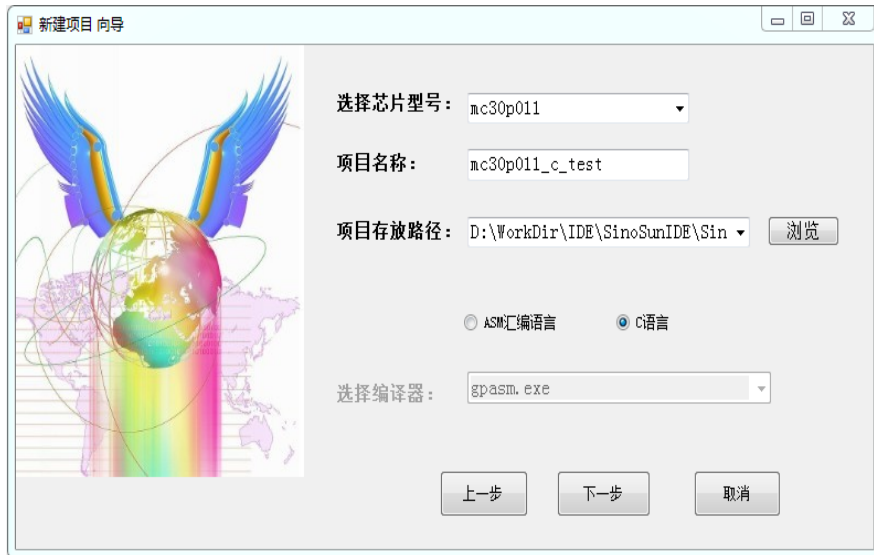 新建项目 向导
选择芯片型号： mc30p011
项目名称： mc30p011_c_test
项目存放路径： D:\WorkDir\IDE\SinoSunIDE\Sin 浏览
ASM汇编语言 C语言
选择编译器： gpasm.exe
上一步 下一步 取消